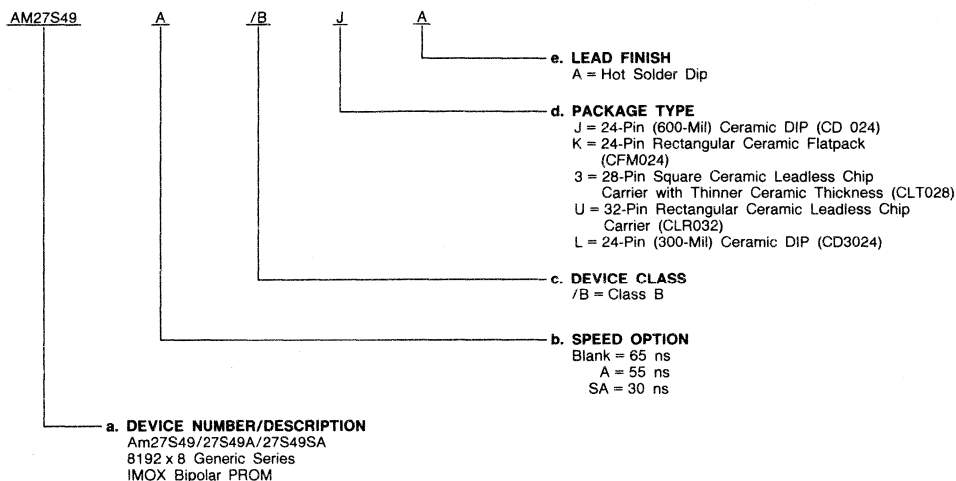 AM27S49 A /B J A
e. LEAD FINISH
A = Hot Solder Dip
d. PACKAGE TYPE
J = 24-Pin (600-Mil) Ceramic DIP (CD 024)
K = 24-Pin Rectangular Ceramic Flatpack
(CFM024)
3 = 28-Pin Square Ceramic Leadless Chip
Carrier with Thinner Ceramic Thickness (CLT028)
U = 32-Pin Rectangular Ceramic Leadless Chip
Carrier (CLR032)
L = 24-Pin (300-Mil) Ceramic DIP (CD3024)
c. DEVICE CLASS
/B = Class B
b. SPEED OPTION
Blank = 65 ns
A = 55 ns
SA = 30 ns
a. DEVICE NUMBER/DESCRIPTION
Am27S49/27S49A/27S49SA
8192 x 8 Generic Series
IMOX Bipolar PROM